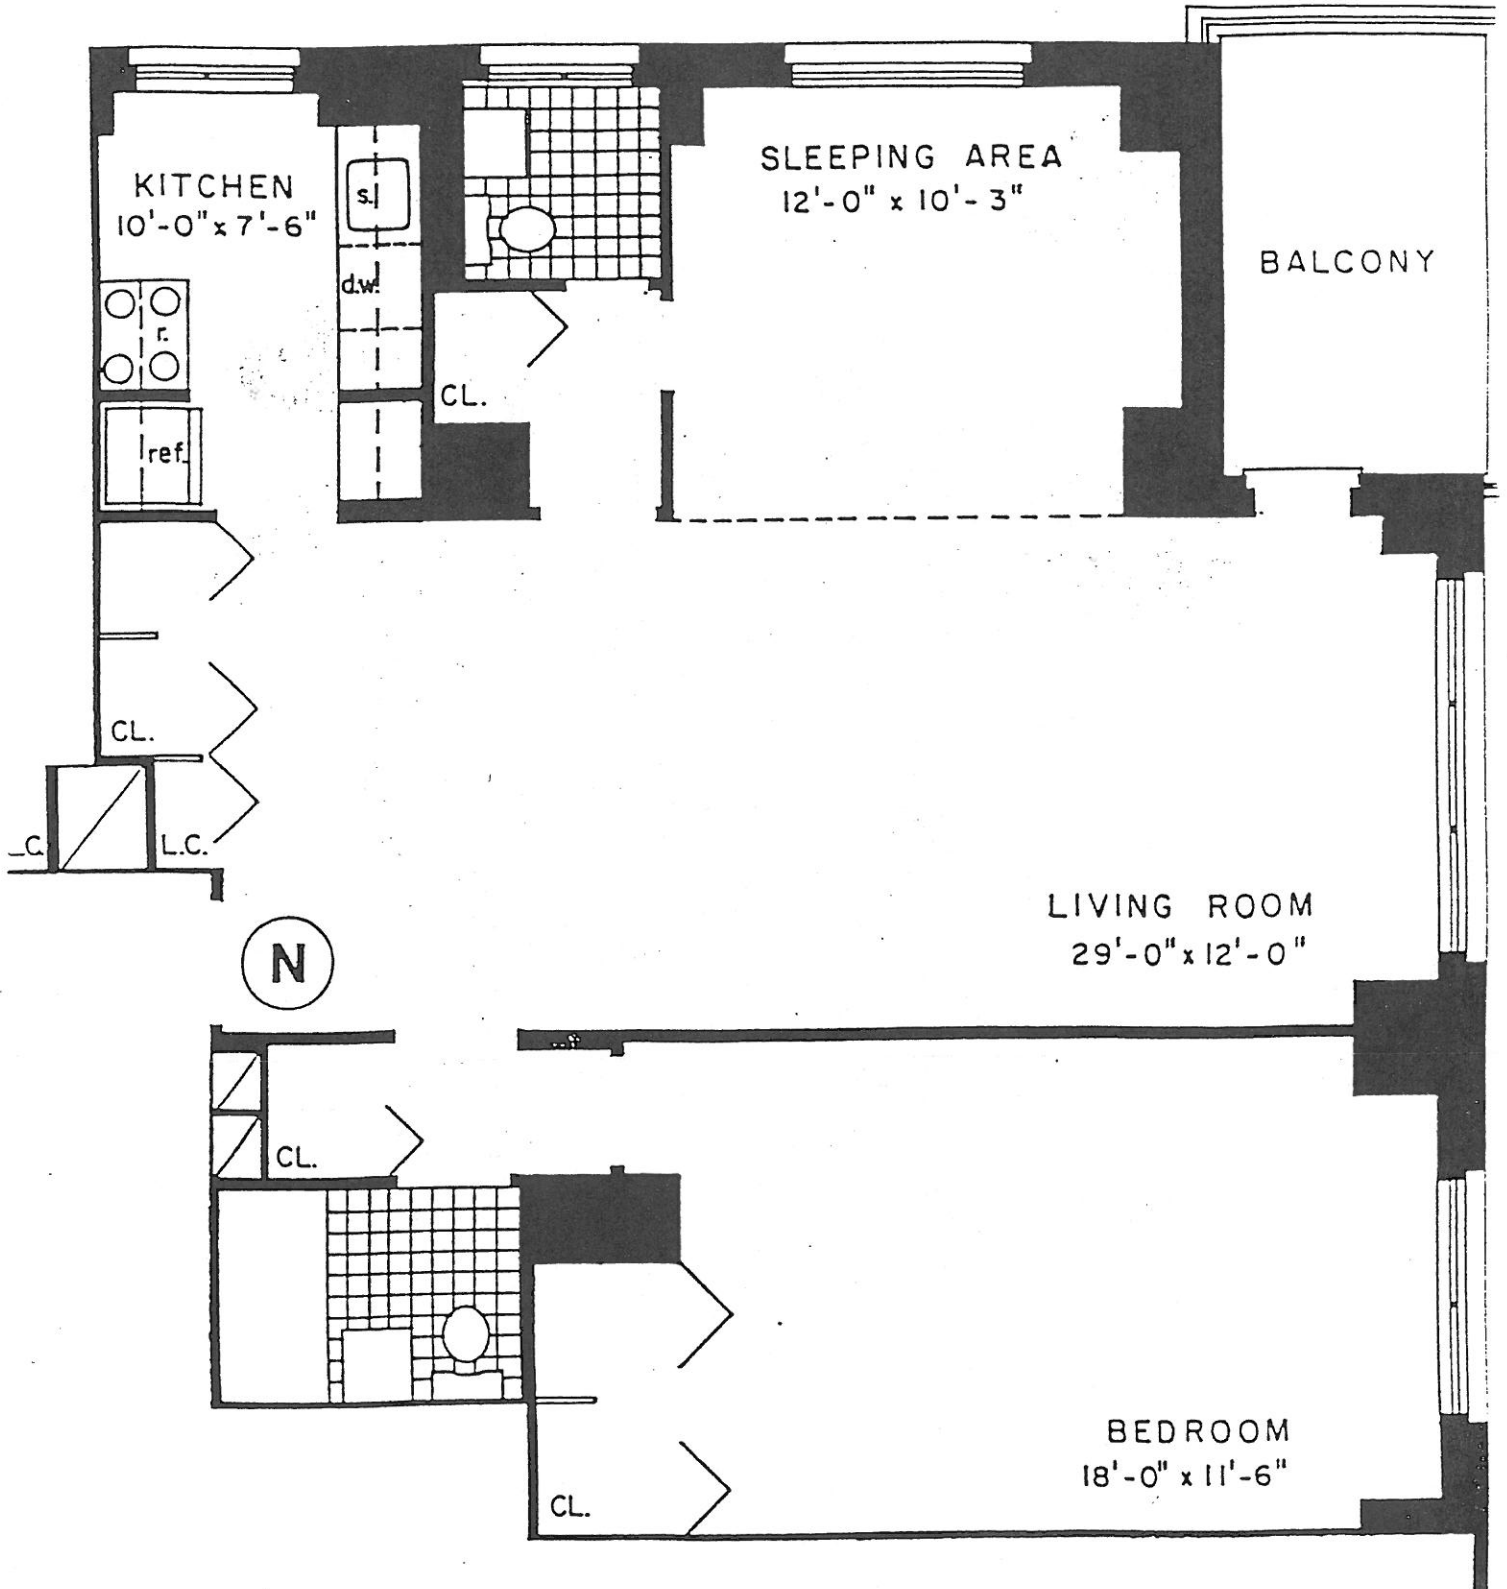 KITCHEN
10'-0" x 7'-6"
s.
d.w.
r.
ref.
CL.
SLEEPING AREA
12'-0" x 10'-3"
BALCONY
CL.
L.C.
C.
N
LIVING ROOM
29'-0" x 12'-0"
CL.
BEDROOM
18'-0" x 11'-6"
CL.